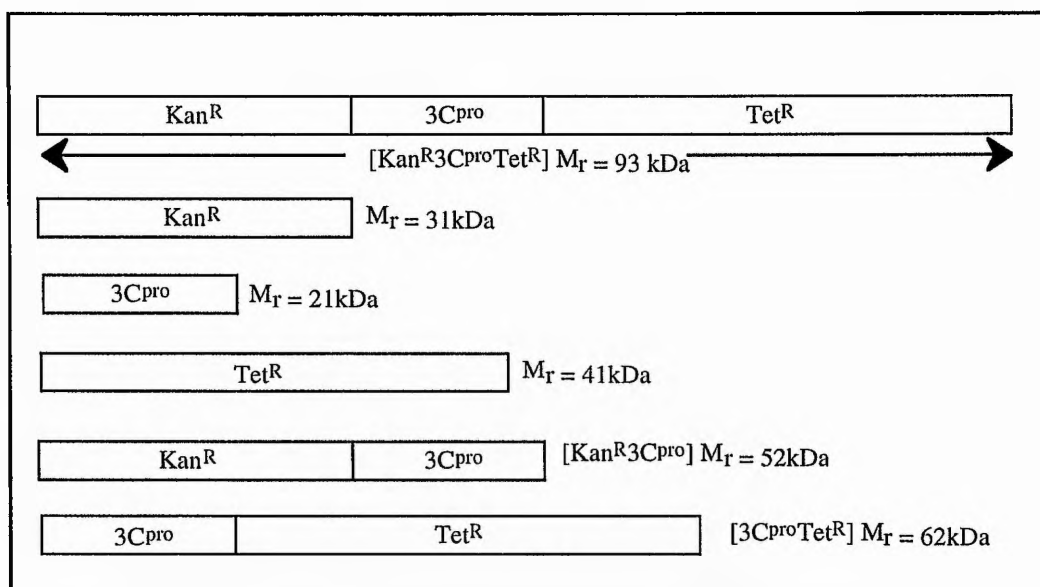 Kanᴿ 3Cᵖʳᵒ Tetᴿ
[Kanᴿ3CᵖʳᵒTetᴿ] Mr = 93 kDa
Kanᴿ Mr = 31kDa
3Cᵖʳᵒ Mr = 21kDa
Tetᴿ Mr = 41kDa
Kanᴿ 3Cᵖʳᵒ [Kanᴿ3Cᵖʳᵒ] Mr = 52kDa
3Cᵖʳᵒ Tetᴿ [3CᵖʳᵒTetᴿ] Mr = 62kDa